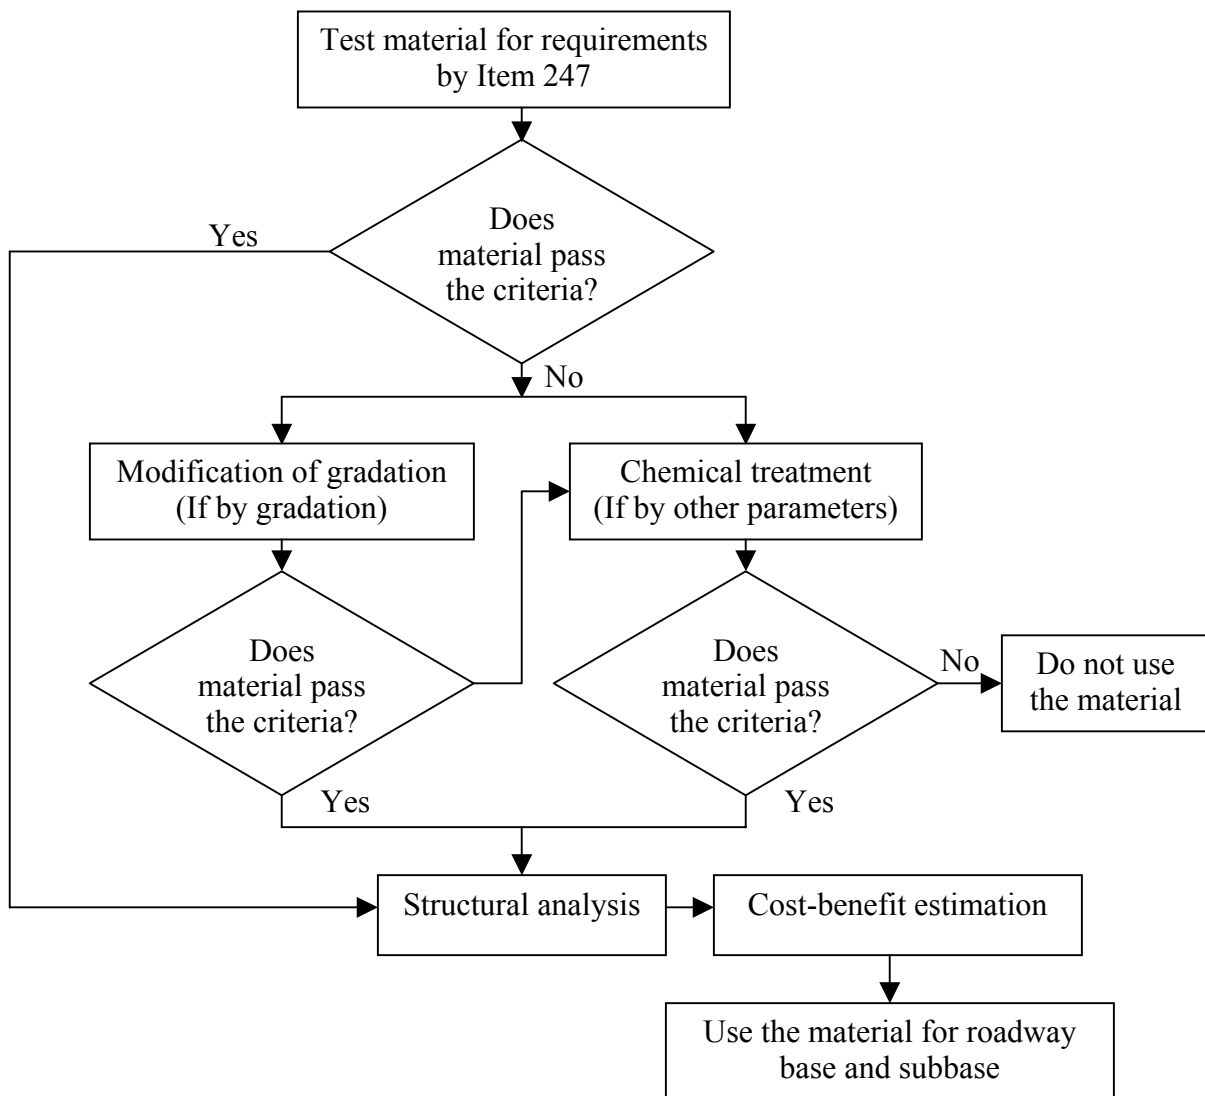 Test material for requirements
by Item 247
Does
material pass
the criteria?
Yes
No
Modification of gradation
(If by gradation)
Chemical treatment
(If by other parameters)
Does
material pass
the criteria?
Does
material pass
the criteria?
No
Do not use
the material
Yes
Yes
Structural analysis
Cost-benefit estimation
Use the material for roadway
base and subbase